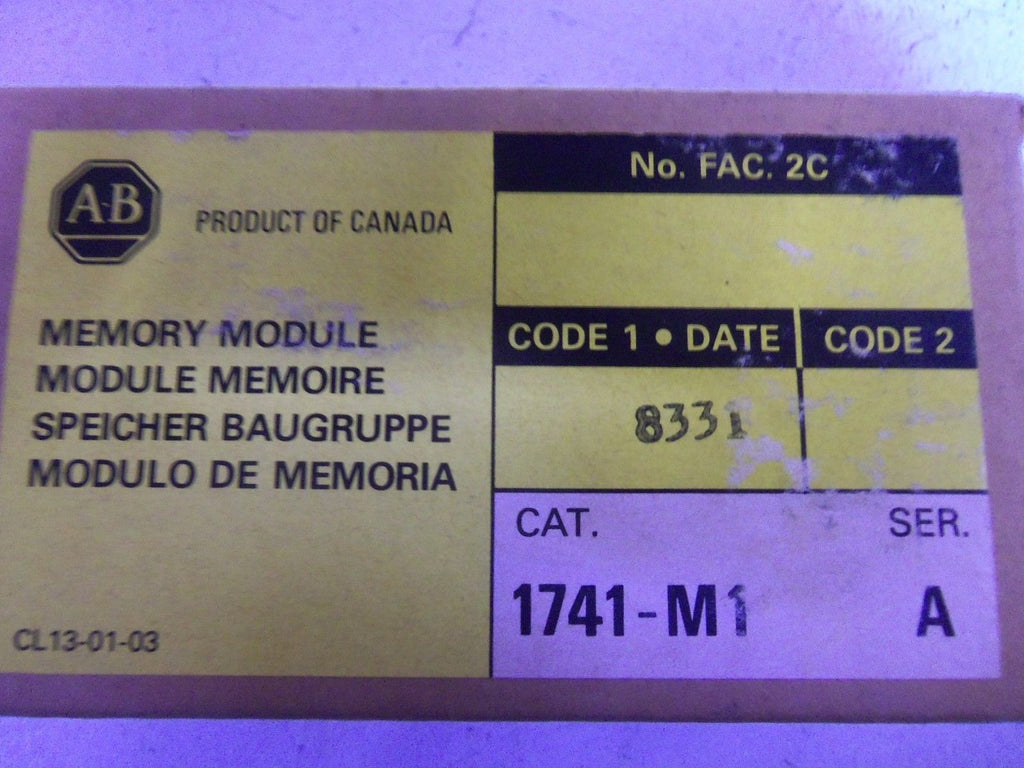 A-B
PRODUCT OF CANADA
MEMORY MODULE
MODULE MEMOIRE
SPEICHER BAUGRUPPE
MODULO DE MEMORIA
CL13-01-03
No. FAC. 2C
CODE 1 • DATE
CODE 2
8331
CAT.
SER.
1741-M1
A